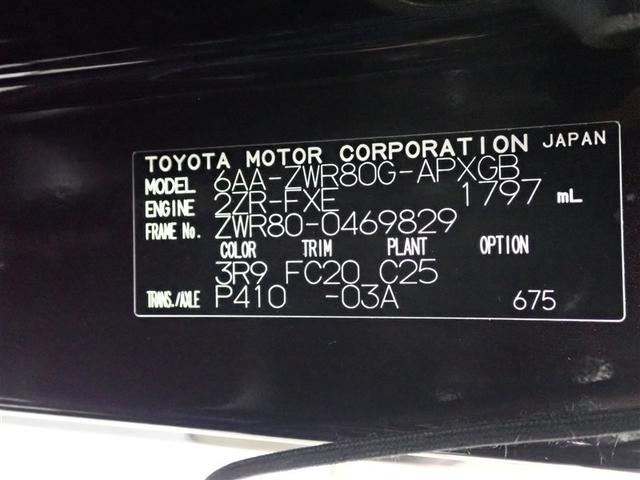 TOYOTA MOTOR CORPORATION JAPAN
MODEL 6AA-ZWR80G-APXGB
ENGINE 2ZR-FXE 1797 mL
FRAME No. ZWR80-0469829
COLOR TRIM PLANT OPTION
3R9 FC20 C25
TRANS./AXLE P410 -03A 675